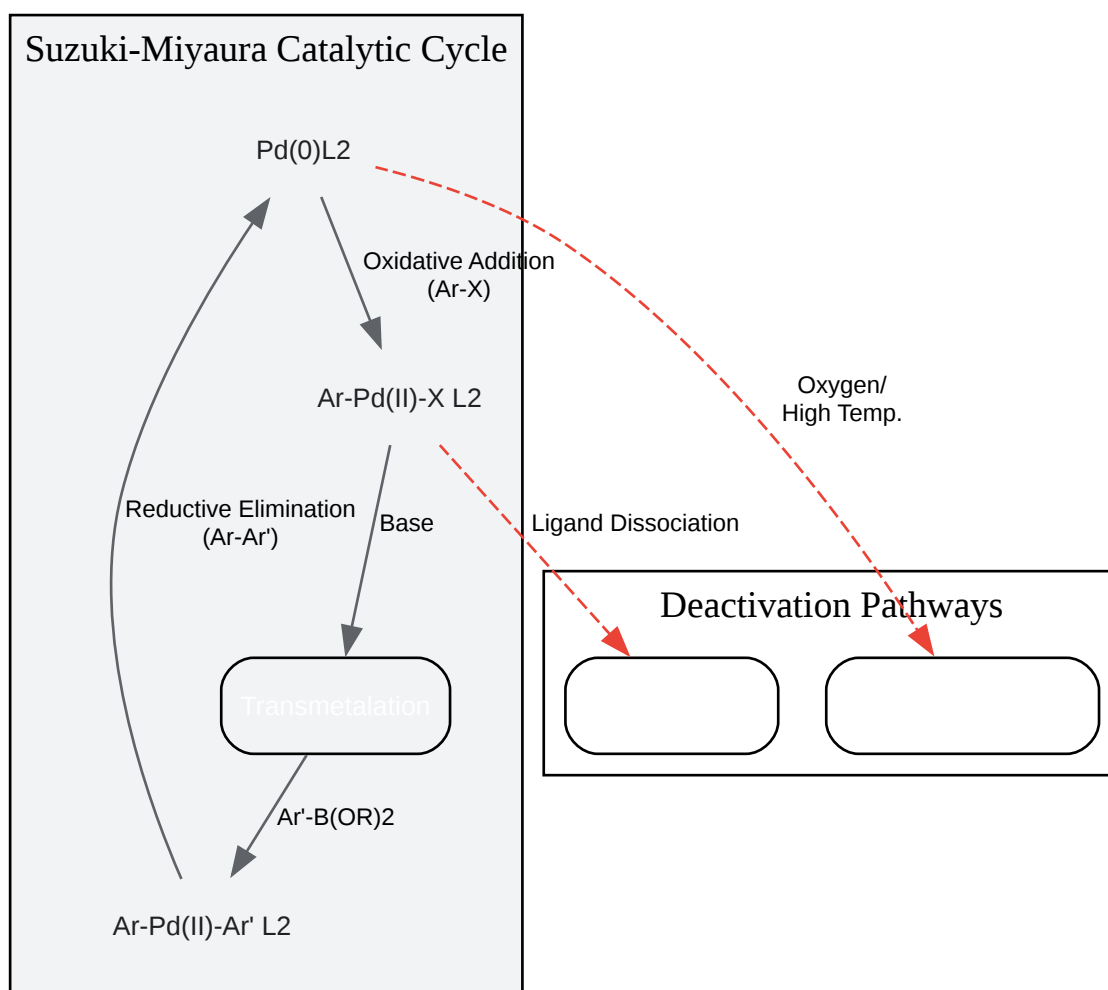 Suzuki-Miyaura Catalytic Cycle
Pd(0)L2
Oxidative Addition
(Ar-X)
Ar-Pd(II)-X L2
Oxygen/
High Temp.
Reductive Elimination
(Ar-Ar')
Base
Ligand Dissociation
Deactivation Pathways
Transmetalation
Ar'-B(OR)2
Ar-Pd(II)-Ar' L2